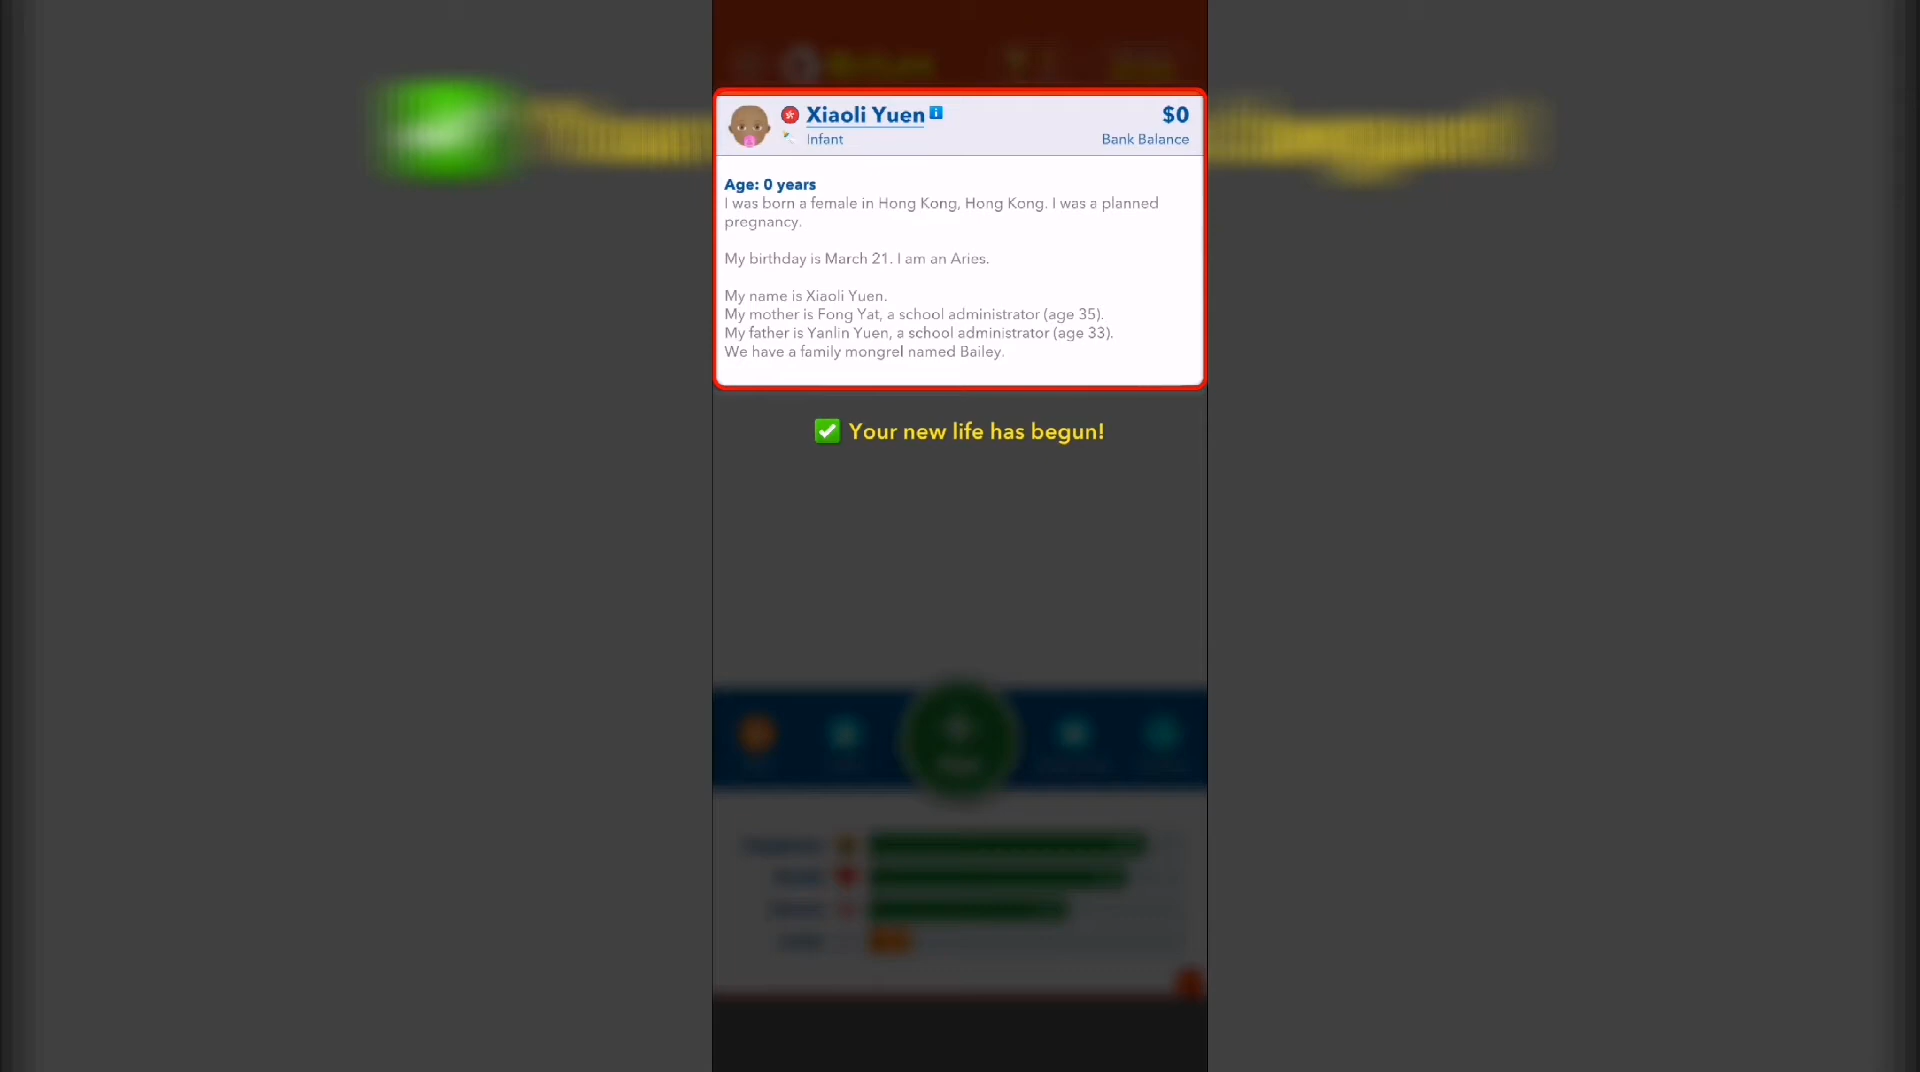 Xiaoli Yuen
$0
Infant
Bank Balance
Age: 0 years
I was born a female in Hong Kong, Hong Kong. I was a planned
pregnancy.
My birthday is March 21. I am an Aries.
My name is Xiaoli Yuen.
My mother is Fong Yat, a school administrator (age 35).
My father is Yanlin Yuen, a school administrator (age 33).
We have a family mongrel named Bailey.
Your new life has begun!